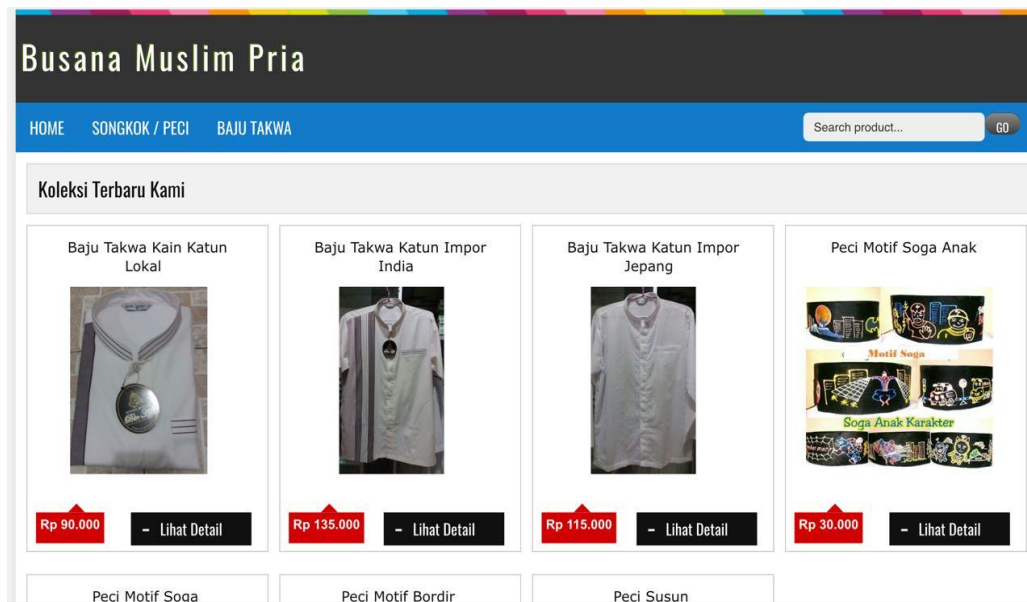 Busana Muslim Pria
HOME SONGKOK / PECI BAJU TAKWA Search product... GO
Koleksi Terbaru Kami
Baju Takwa Kain Katun
Lokal
Baju Takwa Katun Impor
India
Baju Takwa Katun Impor
Jepang
Peci Motif Soga Anak
Motif Soga
Soga Anak Karakter
Rp 90.000 - Lihat Detail
Rp 135.000 - Lihat Detail
Rp 115.000 - Lihat Detail
Rp 30.000 - Lihat Detail
Peci Motif Soga
Peci Motif Bordir
Peci Susun